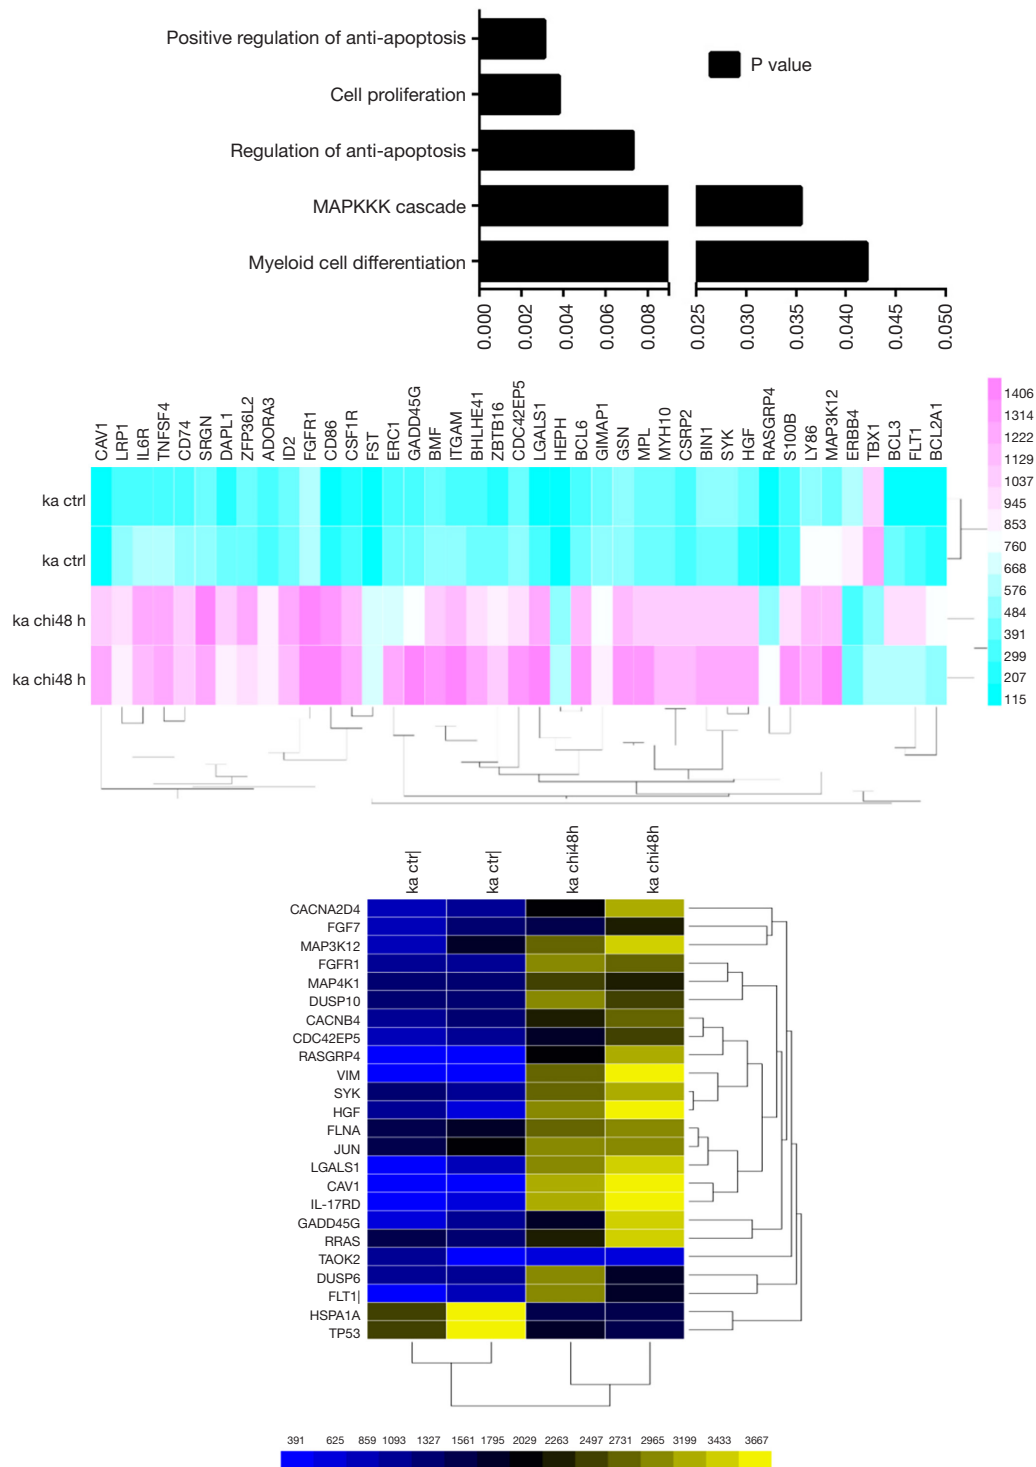 Positive regulation of anti-apoptosis
P value
Cell proliferation
Regulation of anti-apoptosis
MAPKKK cascade
Myeloid cell differentiation
0.000 0.002 0.004 0.006 0.008 0.025 0.030 0.035 0.040 0.045 0.050
CAV1 LRP1 IL6R TNFSF4 CD74 SRGN DAPL1 ZFP36L2 ADORA3 ID2 FGFR1 CD86 CSF1R FST ERC1 GADD45G BMF ITGAM BHLHE41 ZBTB16 CDC42EP5 LGALS1 HEPH BCL6 GIMAP1 GSN MPL MYH10 CSRP2 BIN1 SYK HGF RASGRP4 S100B LY86 MAP3K12 ERBB4 TBX1 BCL3 FLT1 BCL2A1
ka ctrl
ka ctrl
ka chi48 h
ka chi48 h
1406
1314
1222
1129
1037
945
853
760
668
576
484
391
299
207
115
ka ctr| ka ctr| ka chi48h ka chi48h
CACNA2D4
FGF7
MAP3K12
FGFR1
MAP4K1
DUSP10
CACNB4
CDC42EP5
RASGRP4
VIM
SYK
HGF
FLNA
JUN
LGALS1
CAV1
IL-17RD
GADD45G
RRAS
TAOK2
DUSP6
FLT1|
HSPA1A
TP53
391 625 859 1093 1327 1561 1795 2029 2263 2497 2731 2965 3199 3433 3667